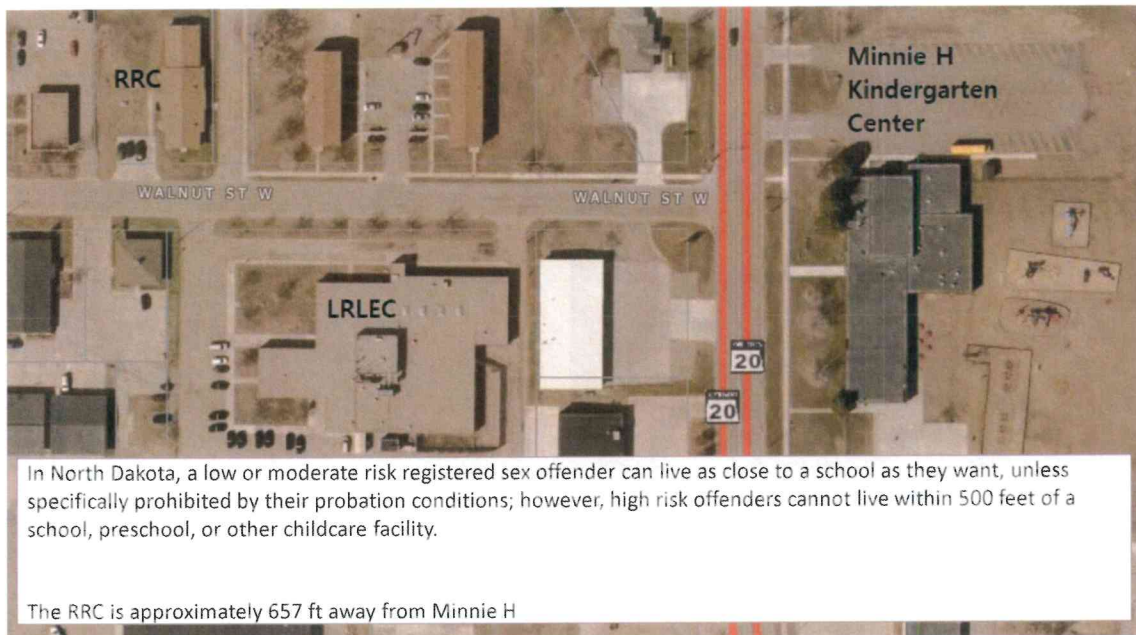 RRC
Minnie H
Kindergarten
Center
WALNUT ST W
WALNUT ST W
LRLEC
20
20
In North Dakota, a low or moderate risk registered sex offender can live as close to a school as they want, unless
specifically prohibited by their probation conditions; however, high risk offenders cannot live within 500 feet of a
school, preschool, or other childcare facility.
The RRC is approximately 657 ft away from Minnie H